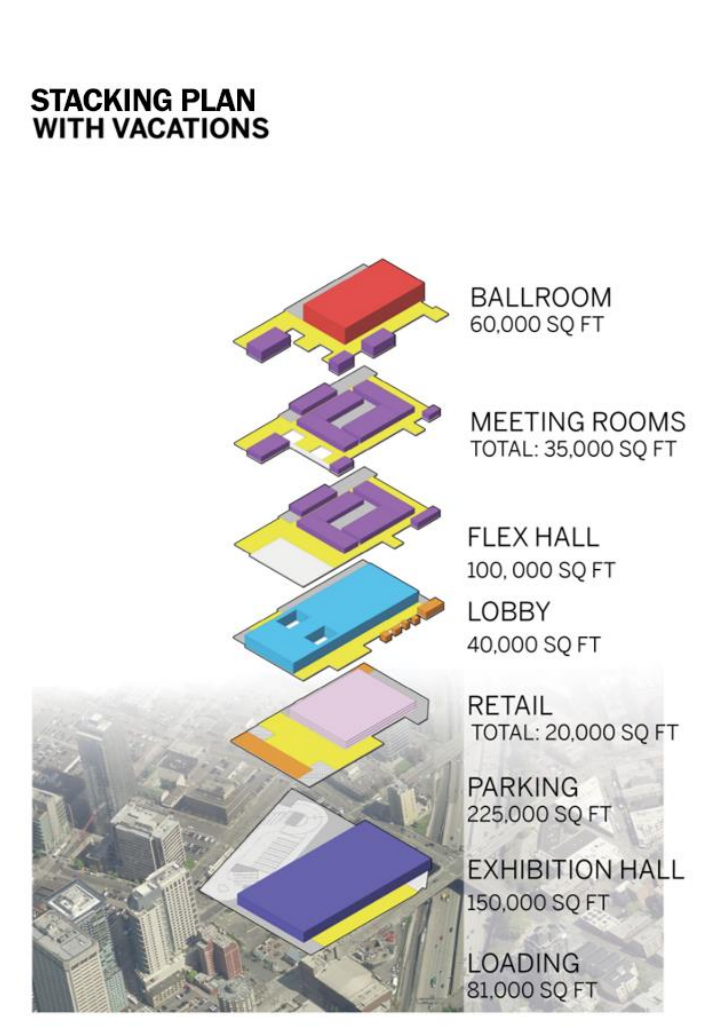 STACKING PLAN
WITH VACATIONS
BALLROOM
60,000 SQ FT
MEETING ROOMS
TOTAL: 35,000 SQ FT
FLEX HALL
100, 000 SQ FT
LOBBY
40,000 SQ FT
RETAIL
TOTAL: 20,000 SQ FT
PARKING
225,000 SQ FT
EXHIBITION HALL
150,000 SQ FT
LOADING
81,000 SQ FT